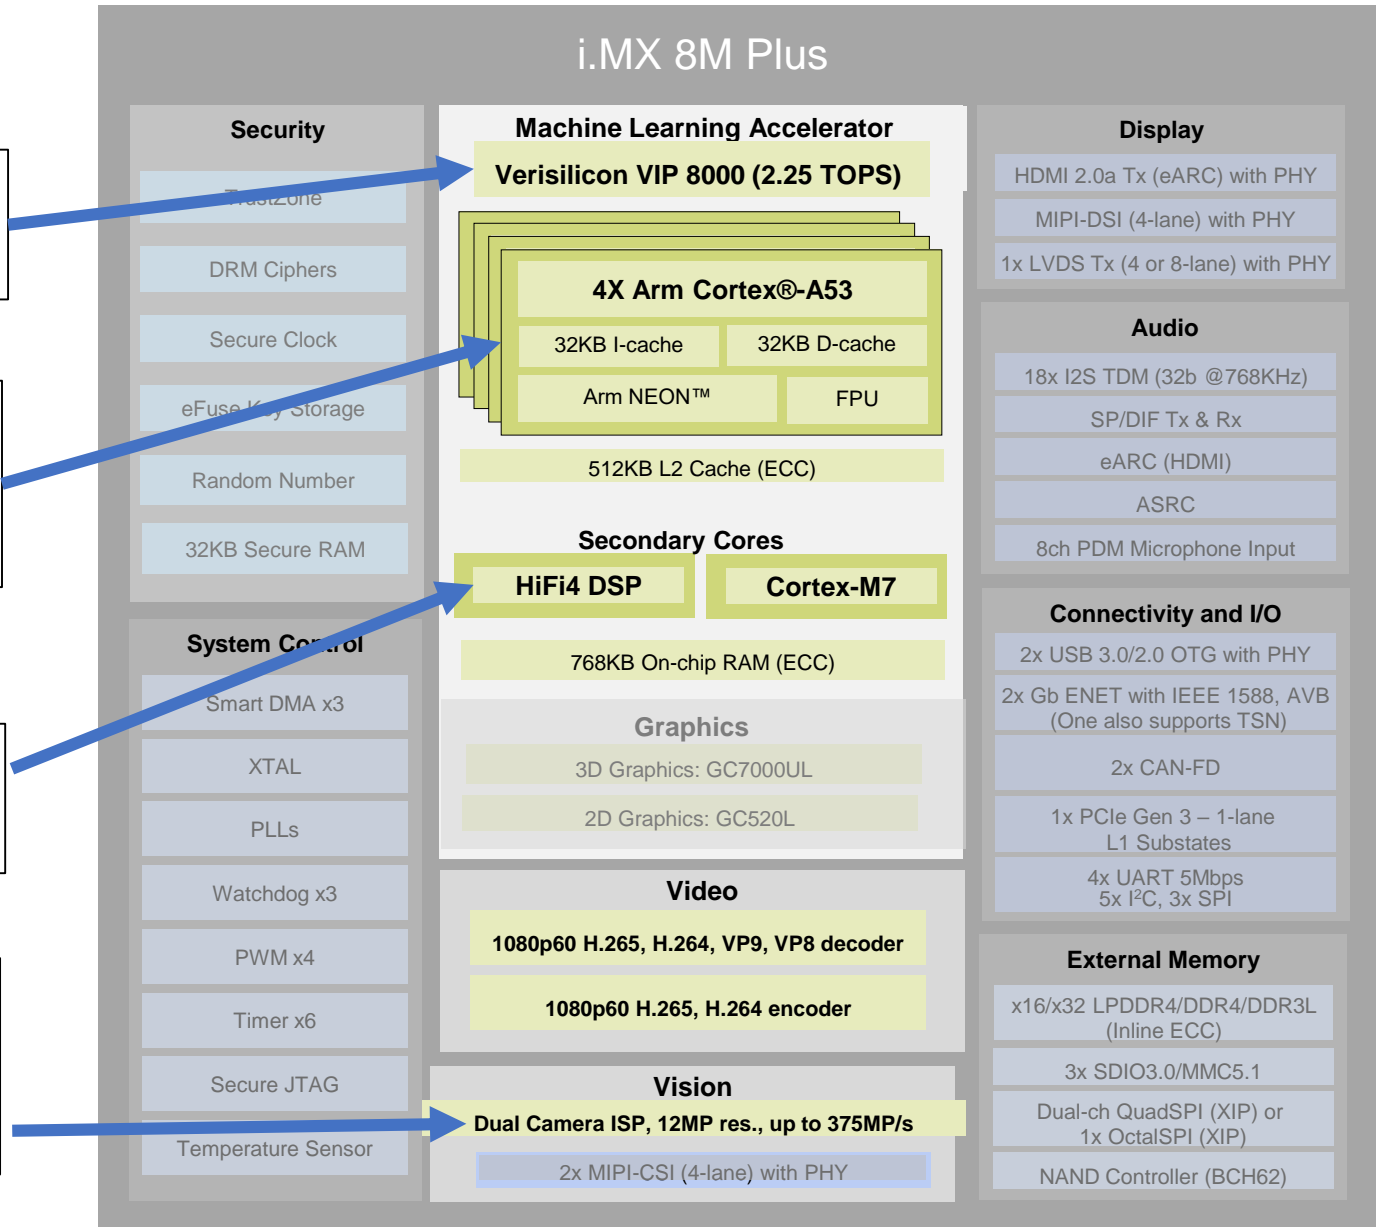 i.MX 8M Plus
Security
TrustZone
DRM Ciphers
Secure Clock
eFuse Key Storage
Random Number
32KB Secure RAM
System Control
Smart DMA x3
XTAL
PLLs
Watchdog x3
PWM x4
Timer x6
Secure JTAG
Temperature Sensor
Machine Learning Accelerator
Verisilicon VIP 8000 (2.25 TOPS)
4X Arm Cortex®-A53
32KB I-cache
32KB D-cache
Arm NEON™
FPU
512KB L2 Cache (ECC)
Secondary Cores
HiFi4 DSP
Cortex-M7
768KB On-chip RAM (ECC)
Graphics
3D Graphics: GC7000UL
2D Graphics: GC520L
Video
1080p60 H.265, H.264, VP9, VP8 decoder
1080p60 H.265, H.264 encoder
Vision
Dual Camera ISP, 12MP res., up to 375MP/s
2x MIPI-CSI (4-lane) with PHY
Display
HDMI 2.0a Tx (eARC) with PHY
MIPI-DSI (4-lane) with PHY
1x LVDS Tx (4 or 8-lane) with PHY
Audio
18x I2S TDM (32b @768KHz)
SP/DIF Tx & Rx
eARC (HDMI)
ASRC
8ch PDM Microphone Input
Connectivity and I/O
2x USB 3.0/2.0 OTG with PHY
2x Gb ENET with IEEE 1588, AVB
(One also supports TSN)
2x CAN-FD
1x PCIe Gen 3 – 1-lane
L1 Substates
4x UART 5Mbps
5x I²C, 3x SPI
External Memory
x16/x32 LPDDR4/DDR4/DDR3L
(Inline ECC)
3x SDIO3.0/MMC5.1
Dual-ch QuadSPI (XIP) or
1x OctalSPI (XIP)
NAND Controller (BCH62)